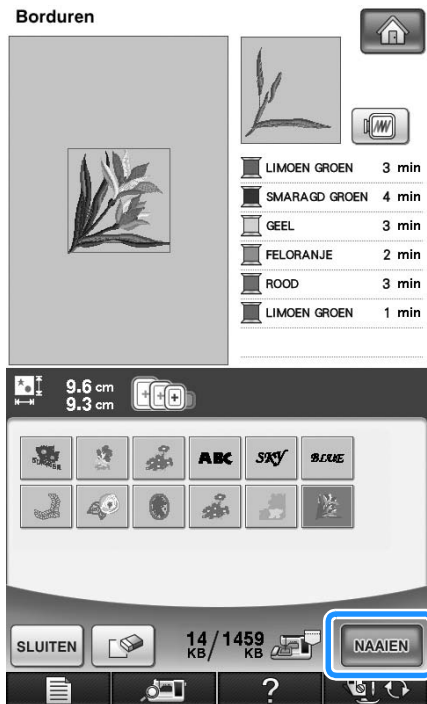 Borduren
LIMOEN GROEN 3 min
SMARAGD GROEN 4 min
GEEL 3 min
FELORANJE 2 min
ROOD 3 min
LIMOEN GROEN 1 min
9.6 cm
9.3 cm
SUMMER
ABC
SKY
BLUE
SLUITEN
14/1459
KB KB
NAAIEN
?